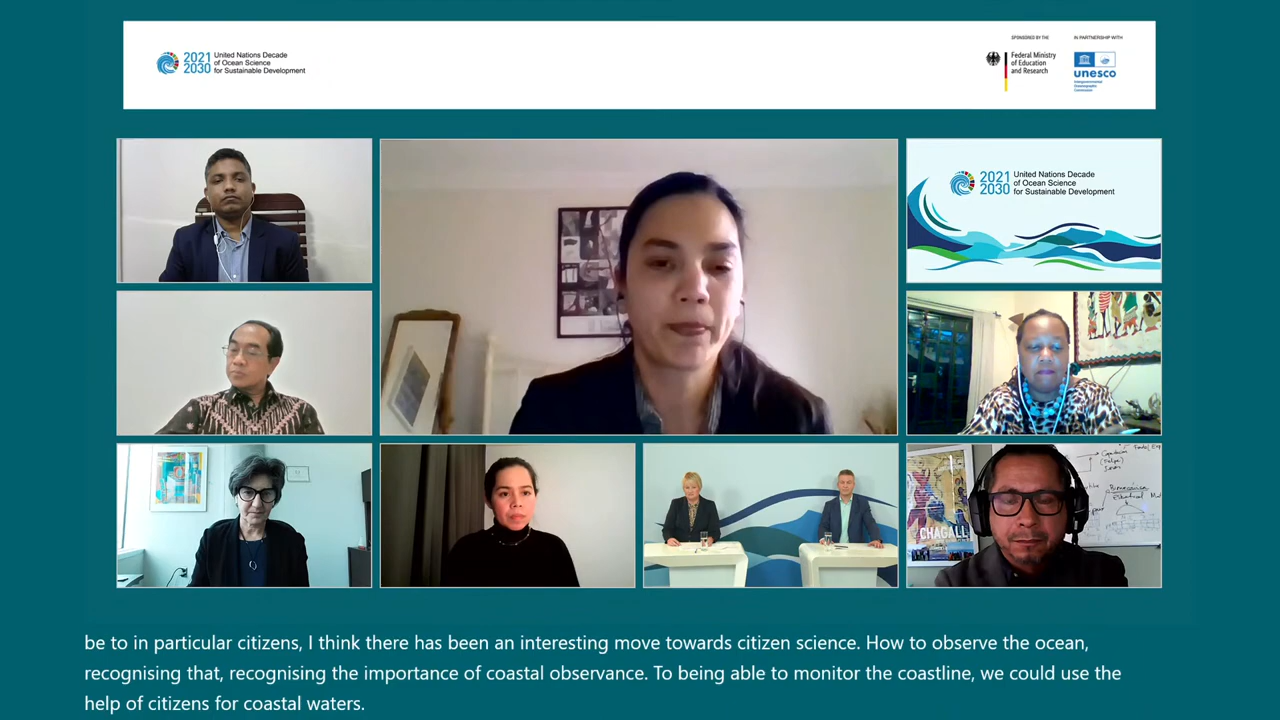 2021
2030
United Nations Decade
of Ocean Science
for Sustainable Development
SPONSORED BY THE
Federal Ministry
of Education
and Research
IN PARTNERSHIP WITH
unesco
Intergovernmental
Oceanographic
Commission
2021
2030
United Nations Decade
of Ocean Science
for Sustainable Development
CHAGALL
be to in particular citizens, I think there has been an interesting move towards citizen science. How to observe the ocean,
recognising that, recognising the importance of coastal observance. To being able to monitor the coastline, we could use the
help of citizens for coastal waters.